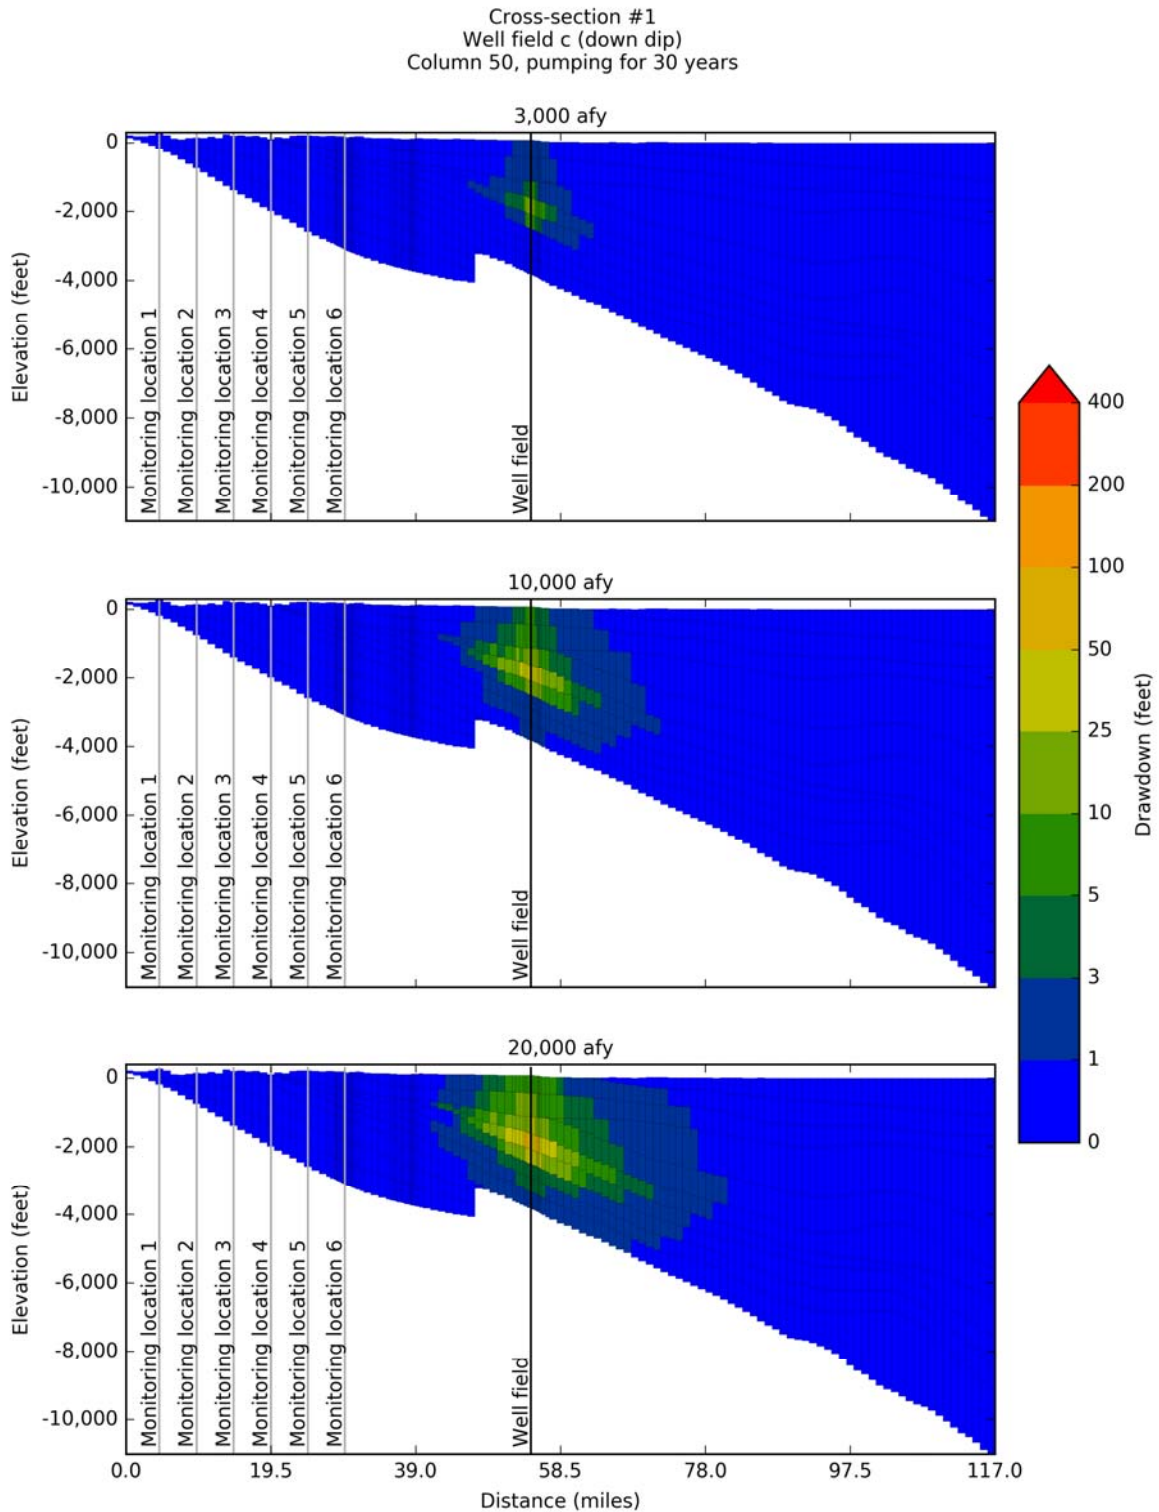 Cross-section #1
Well field c (down dip)
Column 50, pumping for 30 years
3,000 afy
0
-2,000
-4,000
-6,000
-8,000
-10,000
Elevation (feet)
Monitoring location 1
Monitoring location 2
Monitoring location 3
Monitoring location 4
Monitoring location 5
Monitoring location 6
Well field
10,000 afy
0
-2,000
-4,000
-6,000
-8,000
-10,000
Elevation (feet)
Monitoring location 1
Monitoring location 2
Monitoring location 3
Monitoring location 4
Monitoring location 5
Monitoring location 6
Well field
20,000 afy
0
-2,000
-4,000
-6,000
-8,000
-10,000
Elevation (feet)
Monitoring location 1
Monitoring location 2
Monitoring location 3
Monitoring location 4
Monitoring location 5
Monitoring location 6
Well field
0.0 19.5 39.0 58.5 78.0 97.5 117.0
Distance (miles)
400
200
100
50
25
10
5
3
1
0
Drawdown (feet)